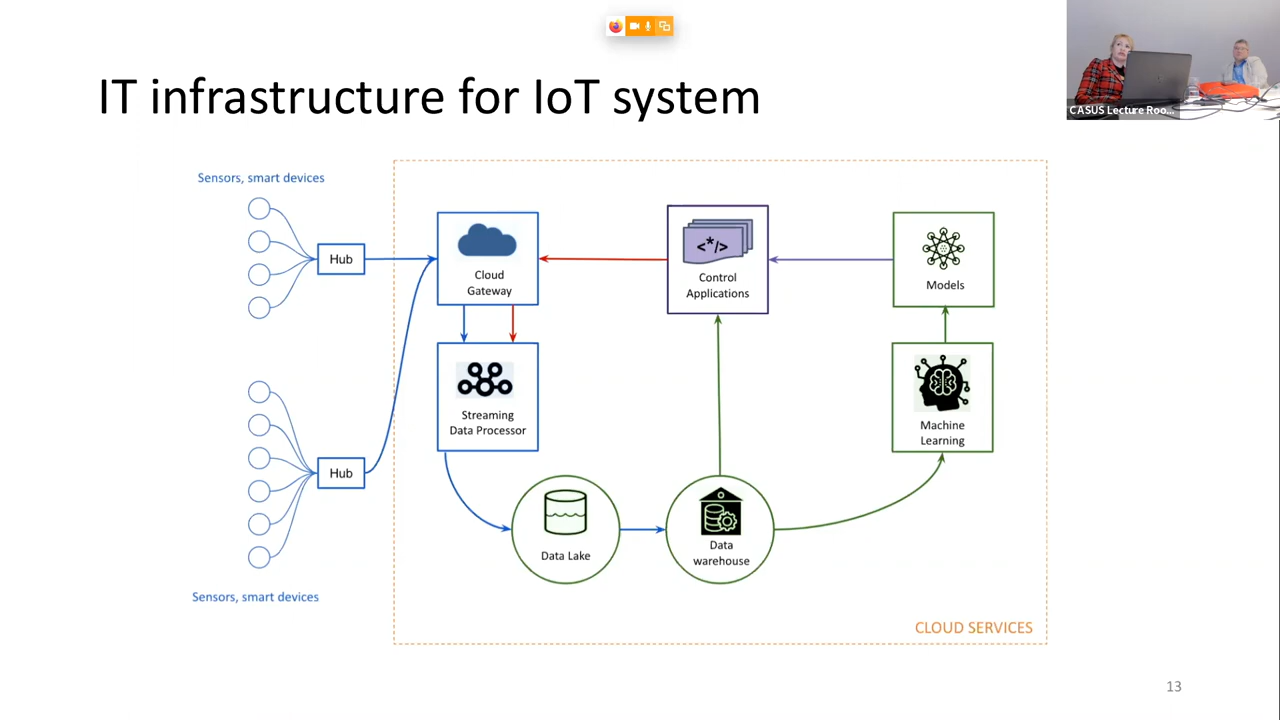 IT infrastructure for IoT system
CASUS Lecture Roo...
Sensors, smart devices
Hub
Cloud
Gateway
<*/>
Control
Applications
Models
Streaming
Data Processor
Machine
Learning
Hub
Data Lake
Data
warehouse
Sensors, smart devices
CLOUD SERVICES
13